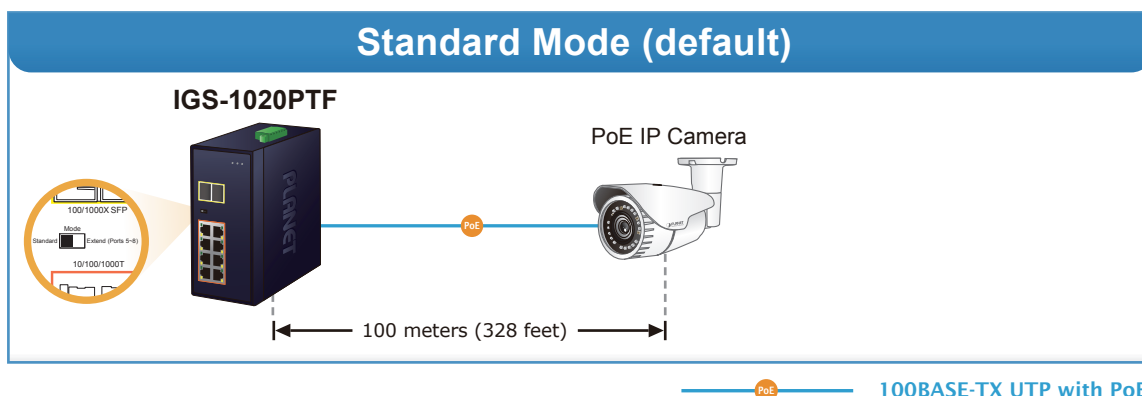 Standard Mode (default)
IGS-1020PTF
PoE IP Camera
100/1000X SFP
Mode
Standard Extend (Ports 5~8)
10/100/1000T
PLANET
PoE
PLANET
100 meters (328 feet)
PoE
100BASE-TX UTP with PoE